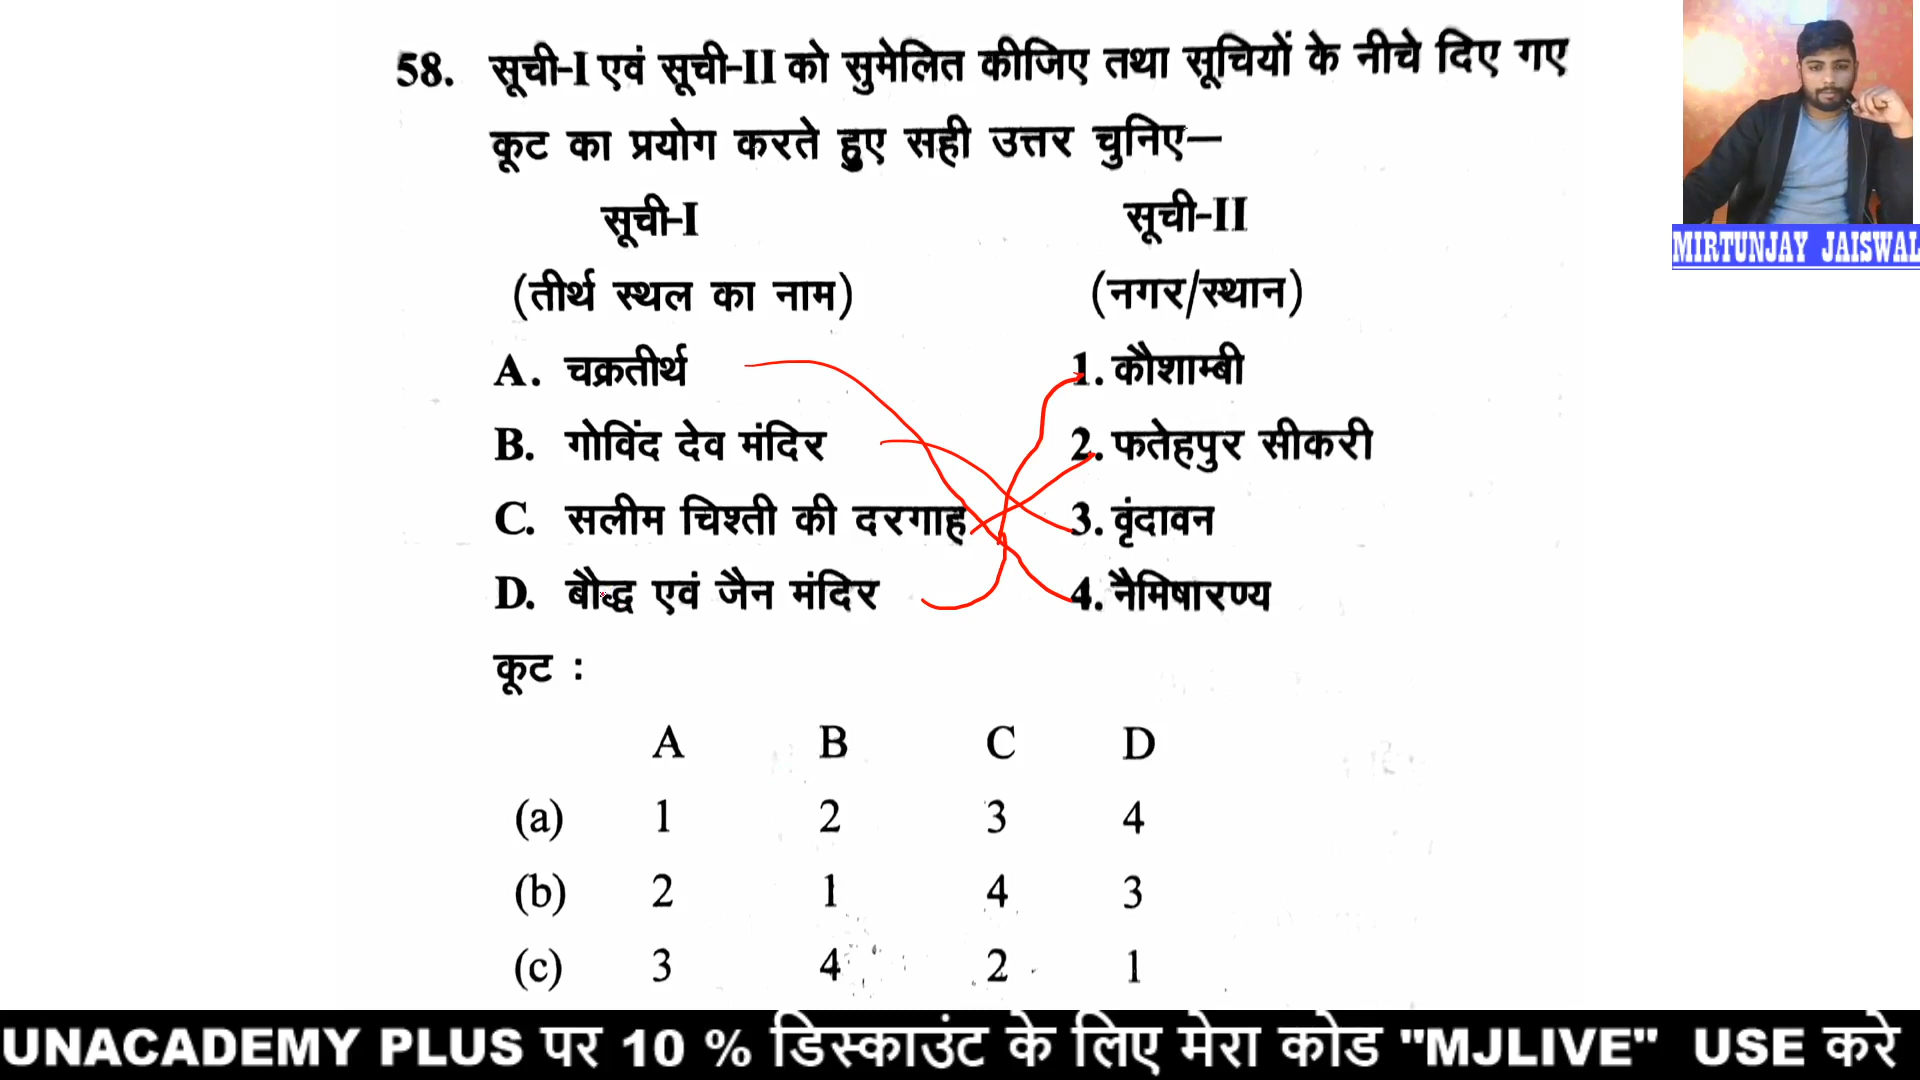 58. सूची-I एवं सूची-II को सुमेलित कीजिए तथा सूचियों के नीचे दिए गए
कूट का प्रयोग करते हुए सही उत्तर चुनिए–
सूची-I सूची-II
(तीर्थ स्थल का नाम) (नगर/स्थान)
A. चक्रतीर्थ 1. कौशाम्बी
B. गोविंद देव मंदिर 2. फतेहपुर सीकरी
C. सलीम चिश्ती की दरगाह 3. वृंदावन
D. बौद्ध एवं जैन मंदिर 4. नैमिषारण्य
कूट :
A B C D
(a) 1 2 3 4
(b) 2 1 4 3
(c) 3 4 2 1
MIRTUNJAY JAISWAL
UNACADEMY PLUS पर 10 % डिस्काउंट के लिए मेरा कोड "MJLIVE" USE करे